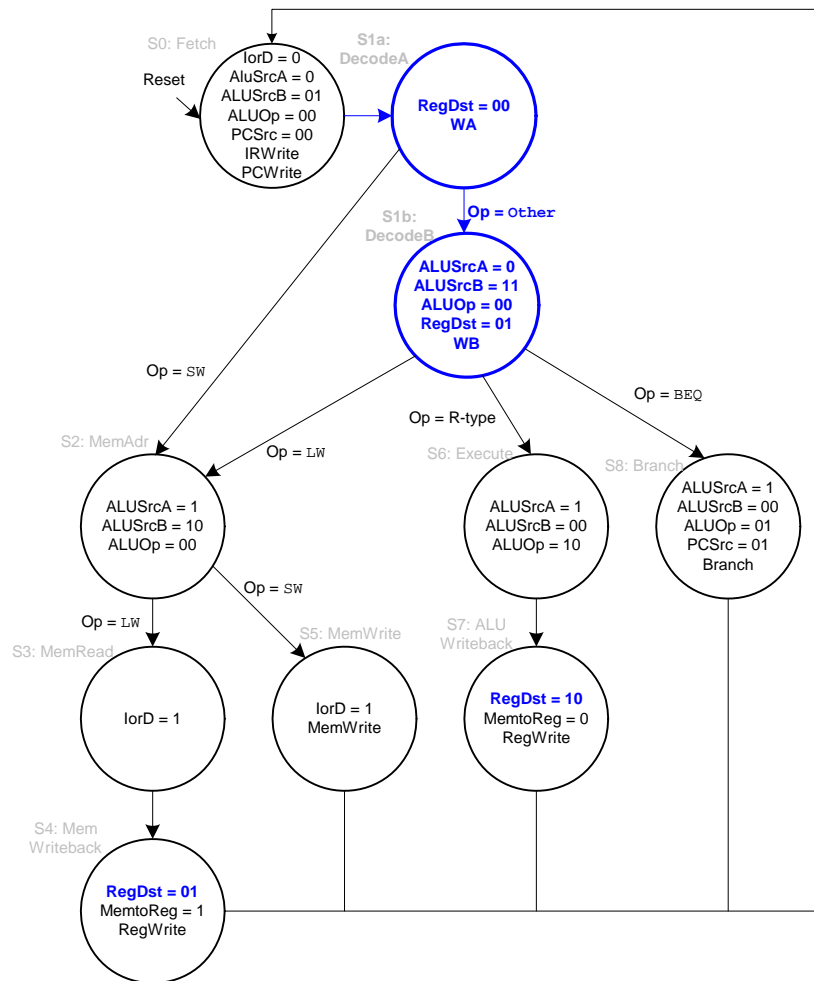 S0: Fetch
Reset
IorD = 0
AluSrcA = 0
ALUSrcB = 01
ALUOp = 00
PCSrc = 00
IRWrite
PCWrite
S1a:
DecodeA
RegDst = 00
WA
Op = Other
S1b:
DecodeB
ALUSrcA = 0
ALUSrcB = 11
ALUOp = 00
RegDst = 01
WB
Op = SW
Op = LW
Op = R-type
Op = BEQ
S2: MemAdr
ALUSrcA = 1
ALUSrcB = 10
ALUOp = 00
S6: Execute
ALUSrcA = 1
ALUSrcB = 00
ALUOp = 10
S8: Branch
ALUSrcA = 1
ALUSrcB = 00
ALUOp = 01
PCSrc = 01
Branch
Op = LW
Op = SW
S3: MemRead
IorD = 1
S5: MemWrite
IorD = 1
MemWrite
S7: ALU
Writeback
RegDst = 10
MemtoReg = 0
RegWrite
S4: Mem
Writeback
RegDst = 01
MemtoReg = 1
RegWrite